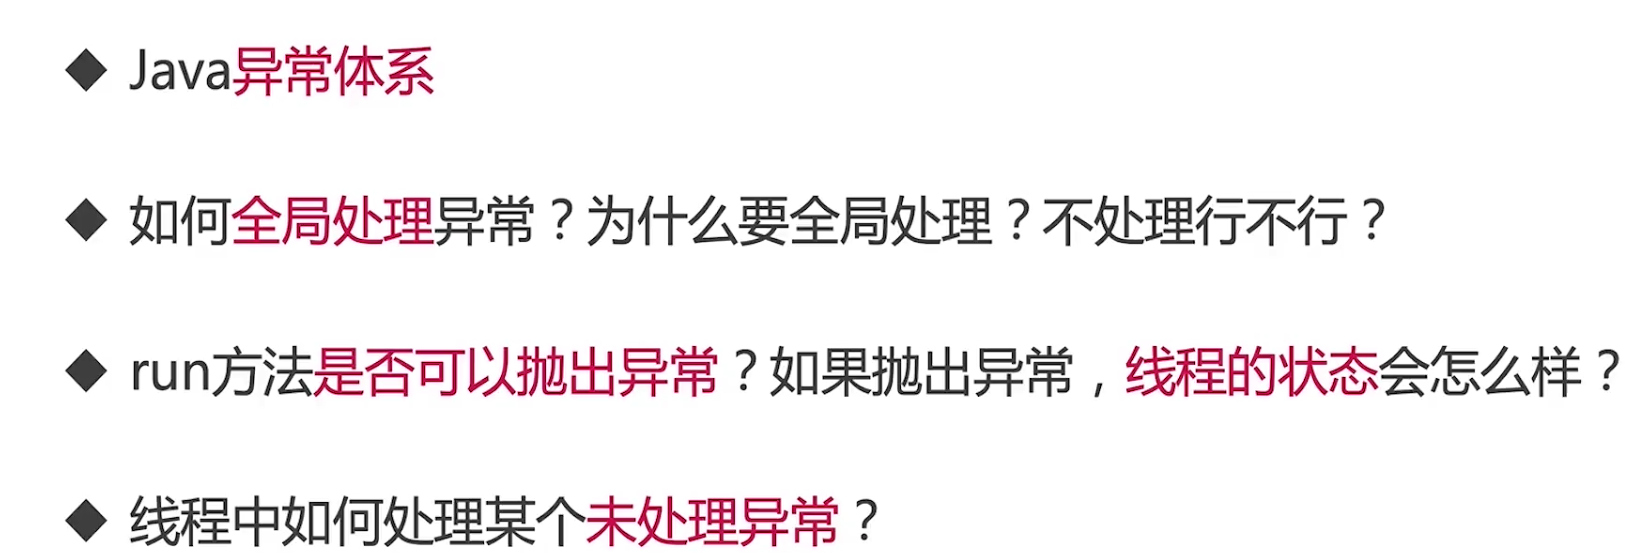 ◆ Java异常体系
◆ 如何全局处理异常？为什么要全局处理？不处理行不行？
◆ run方法是否可以抛出异常？如果抛出异常，线程的状态会怎么样？
◆ 线程中如何处理某个未处理异常？